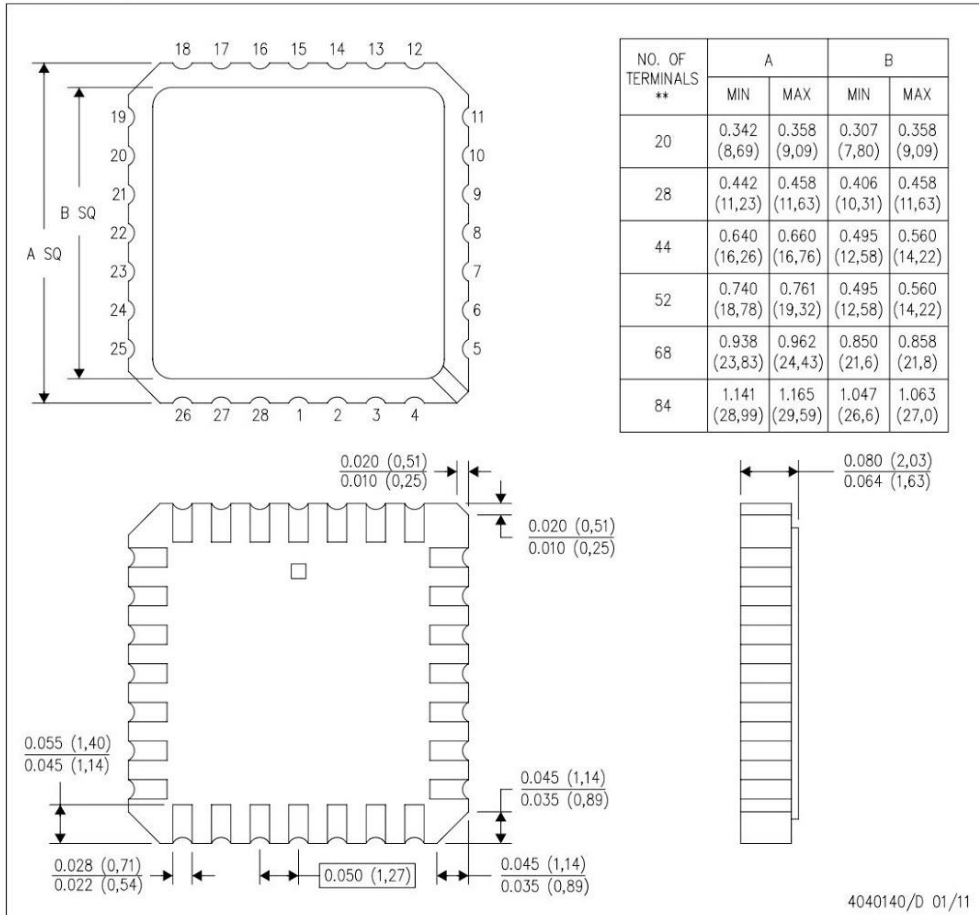 18 17 16 15 14 13 12
19
20
21
22
23
24
25
11
10
9
8
7
6
5
26 27 28 1 2 3 4
A SQ
B SQ
NO. OF TERMINALS ** A B
MIN MAX MIN MAX
20 0.342 (8,69) 0.358 (9,09) 0.307 (7,80) 0.358 (9,09)
28 0.442 (11,23) 0.458 (11,63) 0.406 (10,31) 0.458 (11,63)
44 0.640 (16,26) 0.660 (16,76) 0.495 (12,58) 0.560 (14,22)
52 0.740 (18,78) 0.761 (19,32) 0.495 (12,58) 0.560 (14,22)
68 0.938 (23,83) 0.962 (24,43) 0.850 (21,6) 0.858 (21,8)
84 1.141 (28,99) 1.165 (29,59) 1.047 (26,6) 1.063 (27,0)
0.020 (0,51)
0.010 (0,25)
0.020 (0,51)
0.010 (0,25)
0.080 (2,03)
0.064 (1,63)
0.055 (1,40)
0.045 (1,14)
0.045 (1,14)
0.035 (0,89)
0.028 (0,71)
0.022 (0,54)
0.050 (1,27)
0.045 (1,14)
0.035 (0,89)
4040140/D 01/11